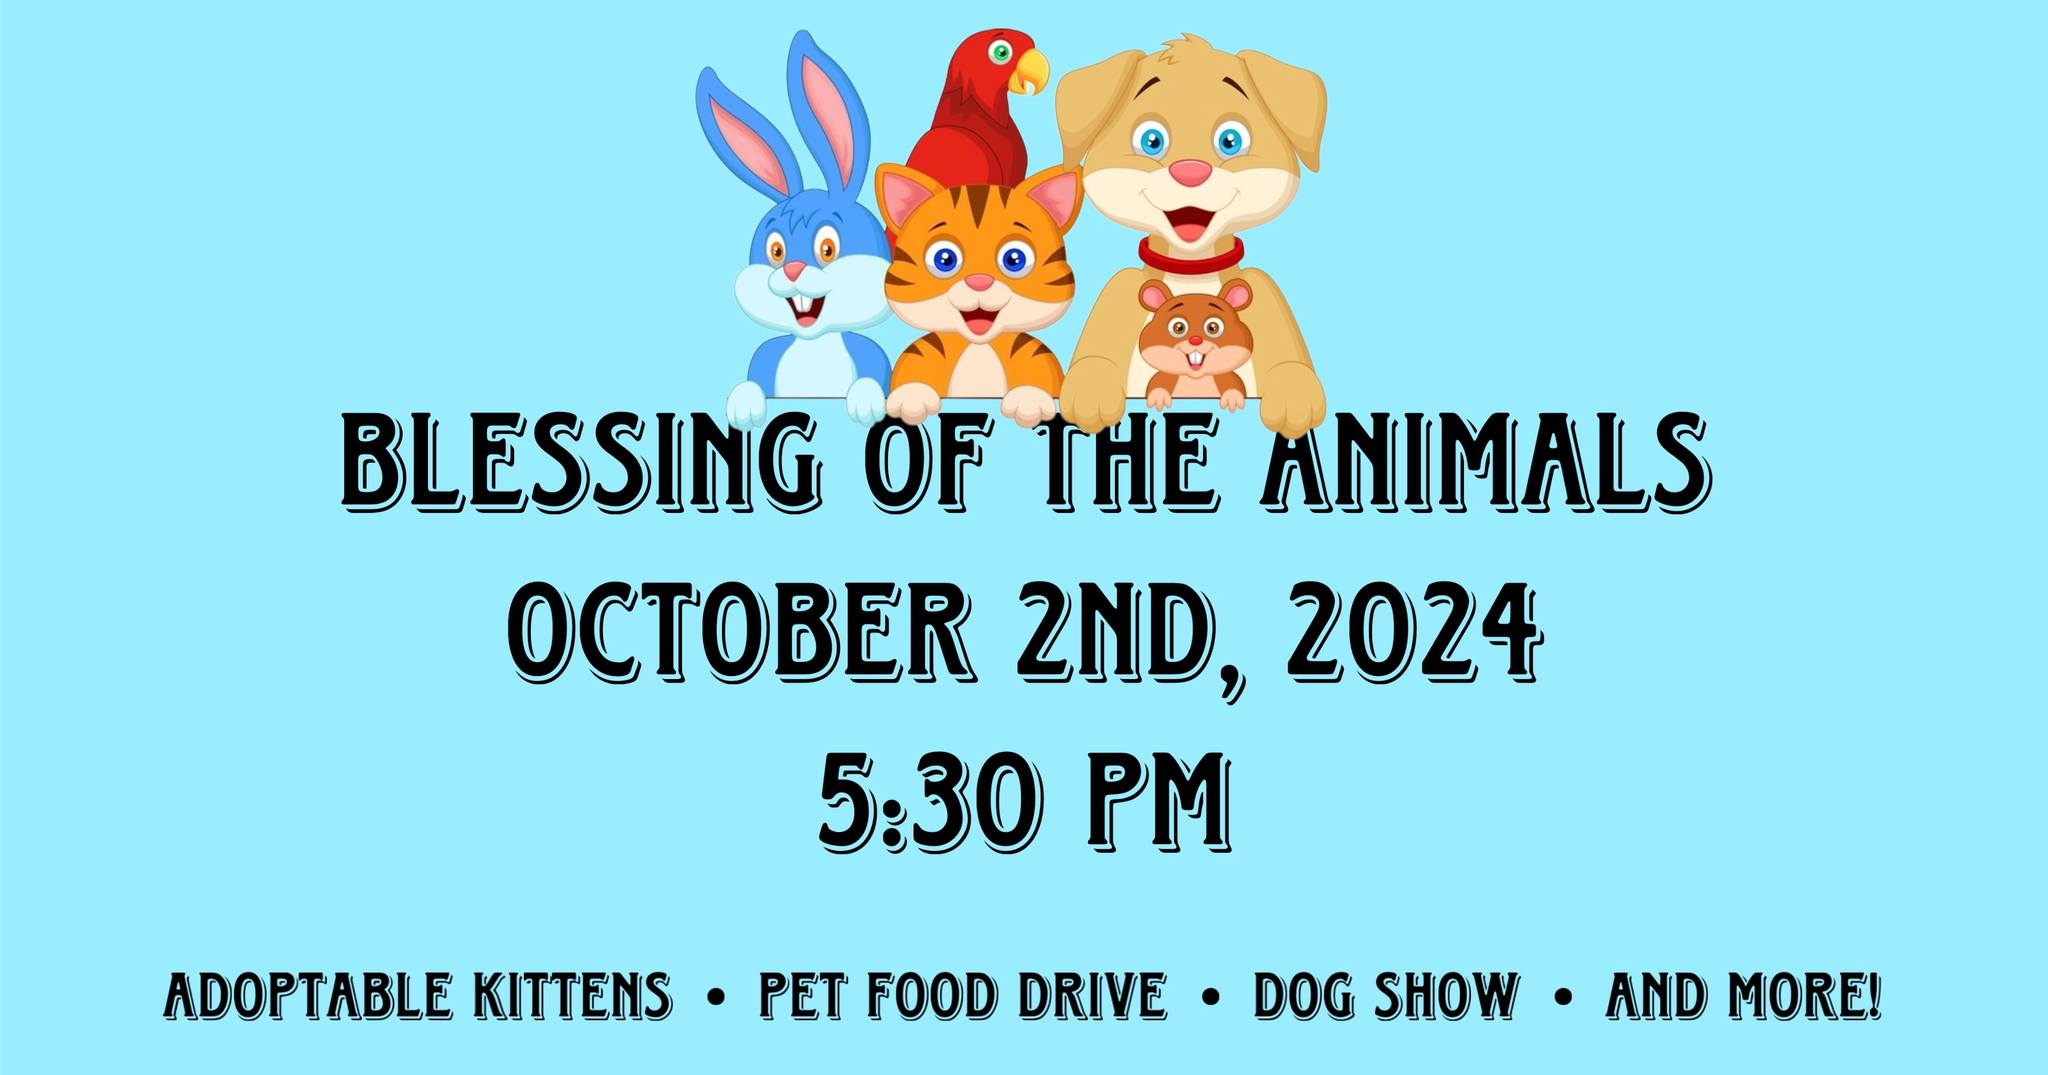 BLESSING OF THE ANIMALS
OCTOBER 2ND, 2024
5:30 PM
ADOPTABLE KITTENS • PET FOOD DRIVE • DOG SHOW • AND MORE!